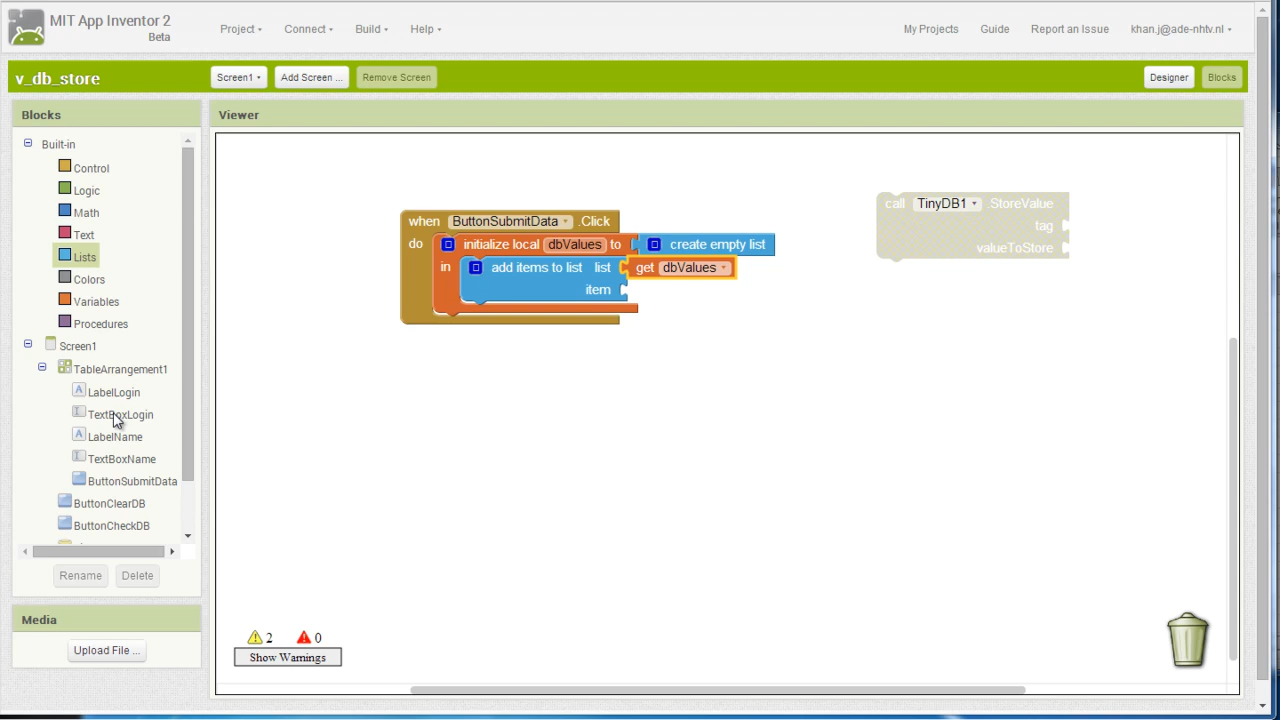 MIT App Inventor 2
Beta
Project Connect Build Help My Projects Guide Report an Issue khan.j@ade-nhtv.nl
v_db_store Screen1 Add Screen ... Remove Screen Designer Blocks
Blocks
Viewer
Built-in
Control
Logic
Math
Text
Lists
Colors
Variables
Procedures
Screen1
TableArrangement1
LabelLogin
TextBoxLogin
LabelName
TextBoxName
ButtonSubmitData
ButtonClearDB
ButtonCheckDB
Rename Delete
Media
Upload File ...
when ButtonSubmitData .Click
do initialize local dbValues to create empty list
in add items to list list get dbValues
item
call TinyDB1 .StoreValue
tag
valueToStore
2 0
Show Warnings